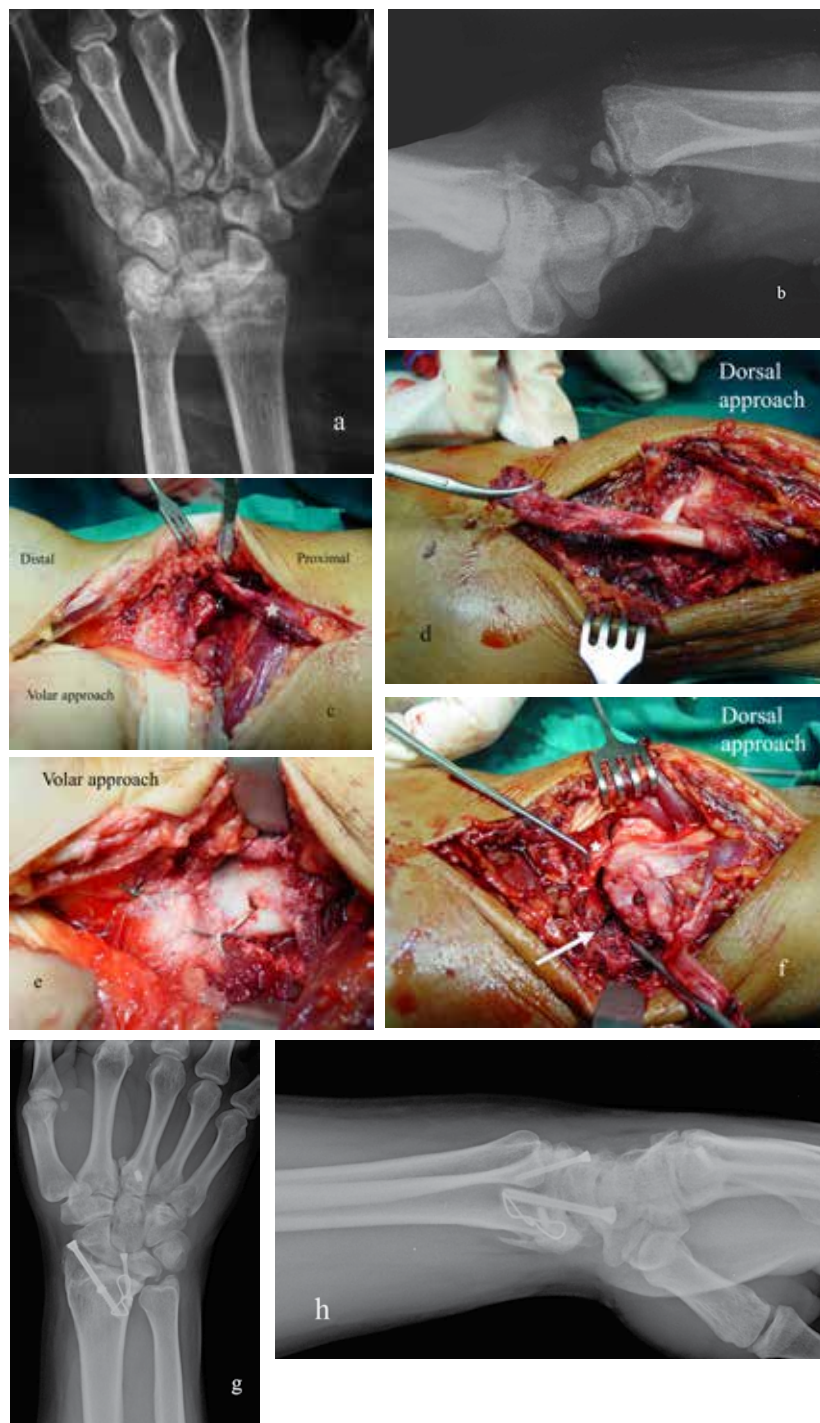 a
b
Dorsal
approach
d
Distal
Proximal
Volar approach
c
Dorsal
approach
f
Volar approach
e
g
h